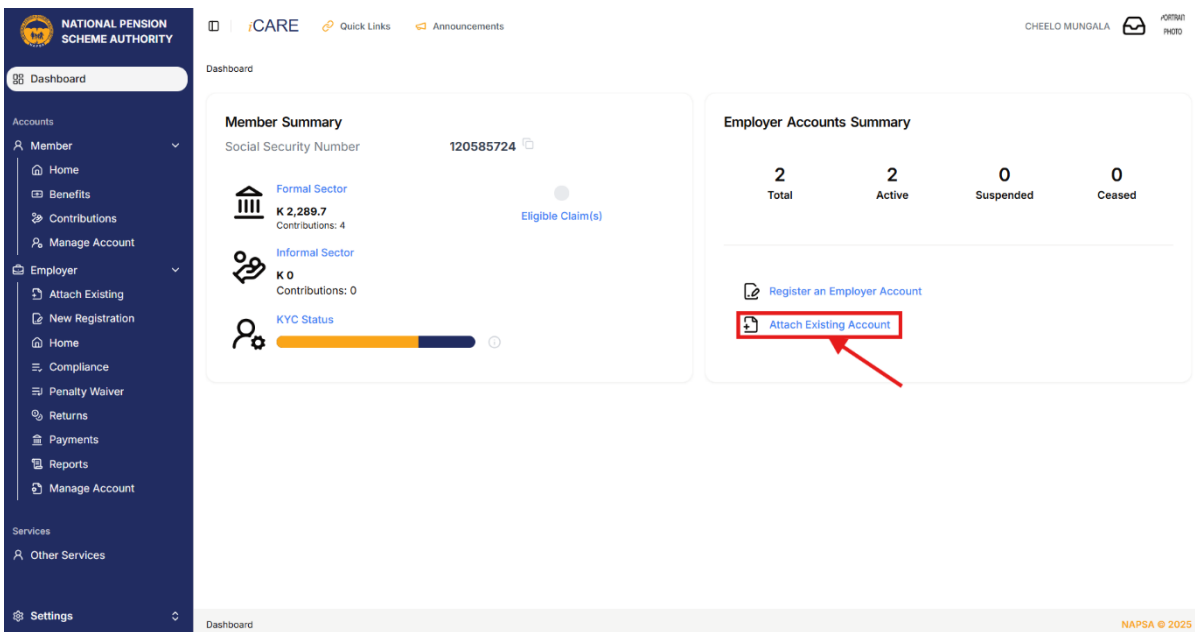 NATIONAL PENSION
SCHEME AUTHORITY
iCARE
Quick Links
Announcements
CHEELO MUNGALA
PORTRAIT
PHOTO
Dashboard
Accounts
Member
Home
Benefits
Contributions
Manage Account
Employer
Attach Existing
New Registration
Home
Compliance
Penalty Waiver
Returns
Payments
Reports
Manage Account
Services
Other Services
Settings
Dashboard
Member Summary
Social Security Number 120585724
Formal Sector
K 2,289.7
Contributions: 4
Eligible Claim(s)
Informal Sector
K 0
Contributions: 0
KYC Status
Employer Accounts Summary
2 2 0 0
Total Active Suspended Ceased
Register an Employer Account
Attach Existing Account
Dashboard
NAPSA © 2025